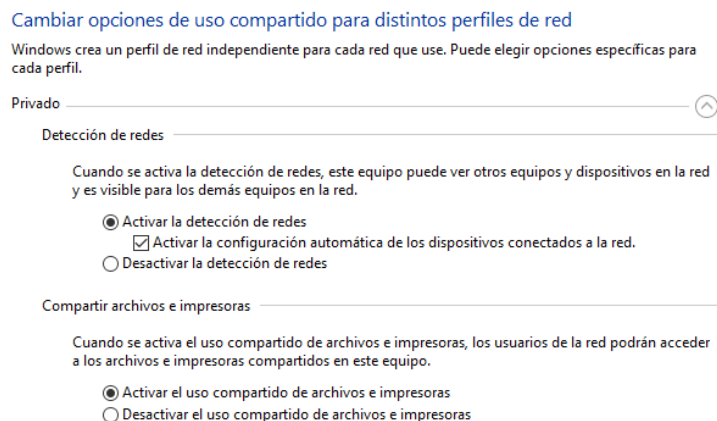 Cambiar opciones de uso compartido para distintos perfiles de red
Windows crea un perfil de red independiente para cada red que use. Puede elegir opciones específicas para
cada perfil.
Privado
Detección de redes
Cuando se activa la detección de redes, este equipo puede ver otros equipos y dispositivos en la red
y es visible para los demás equipos en la red.
Activar la detección de redes
Activar la configuración automática de los dispositivos conectados a la red.
Desactivar la detección de redes
Compartir archivos e impresoras
Cuando se activa el uso compartido de archivos e impresoras, los usuarios de la red podrán acceder
a los archivos e impresoras compartidos en este equipo.
Activar el uso compartido de archivos e impresoras
Desactivar el uso compartido de archivos e impresoras